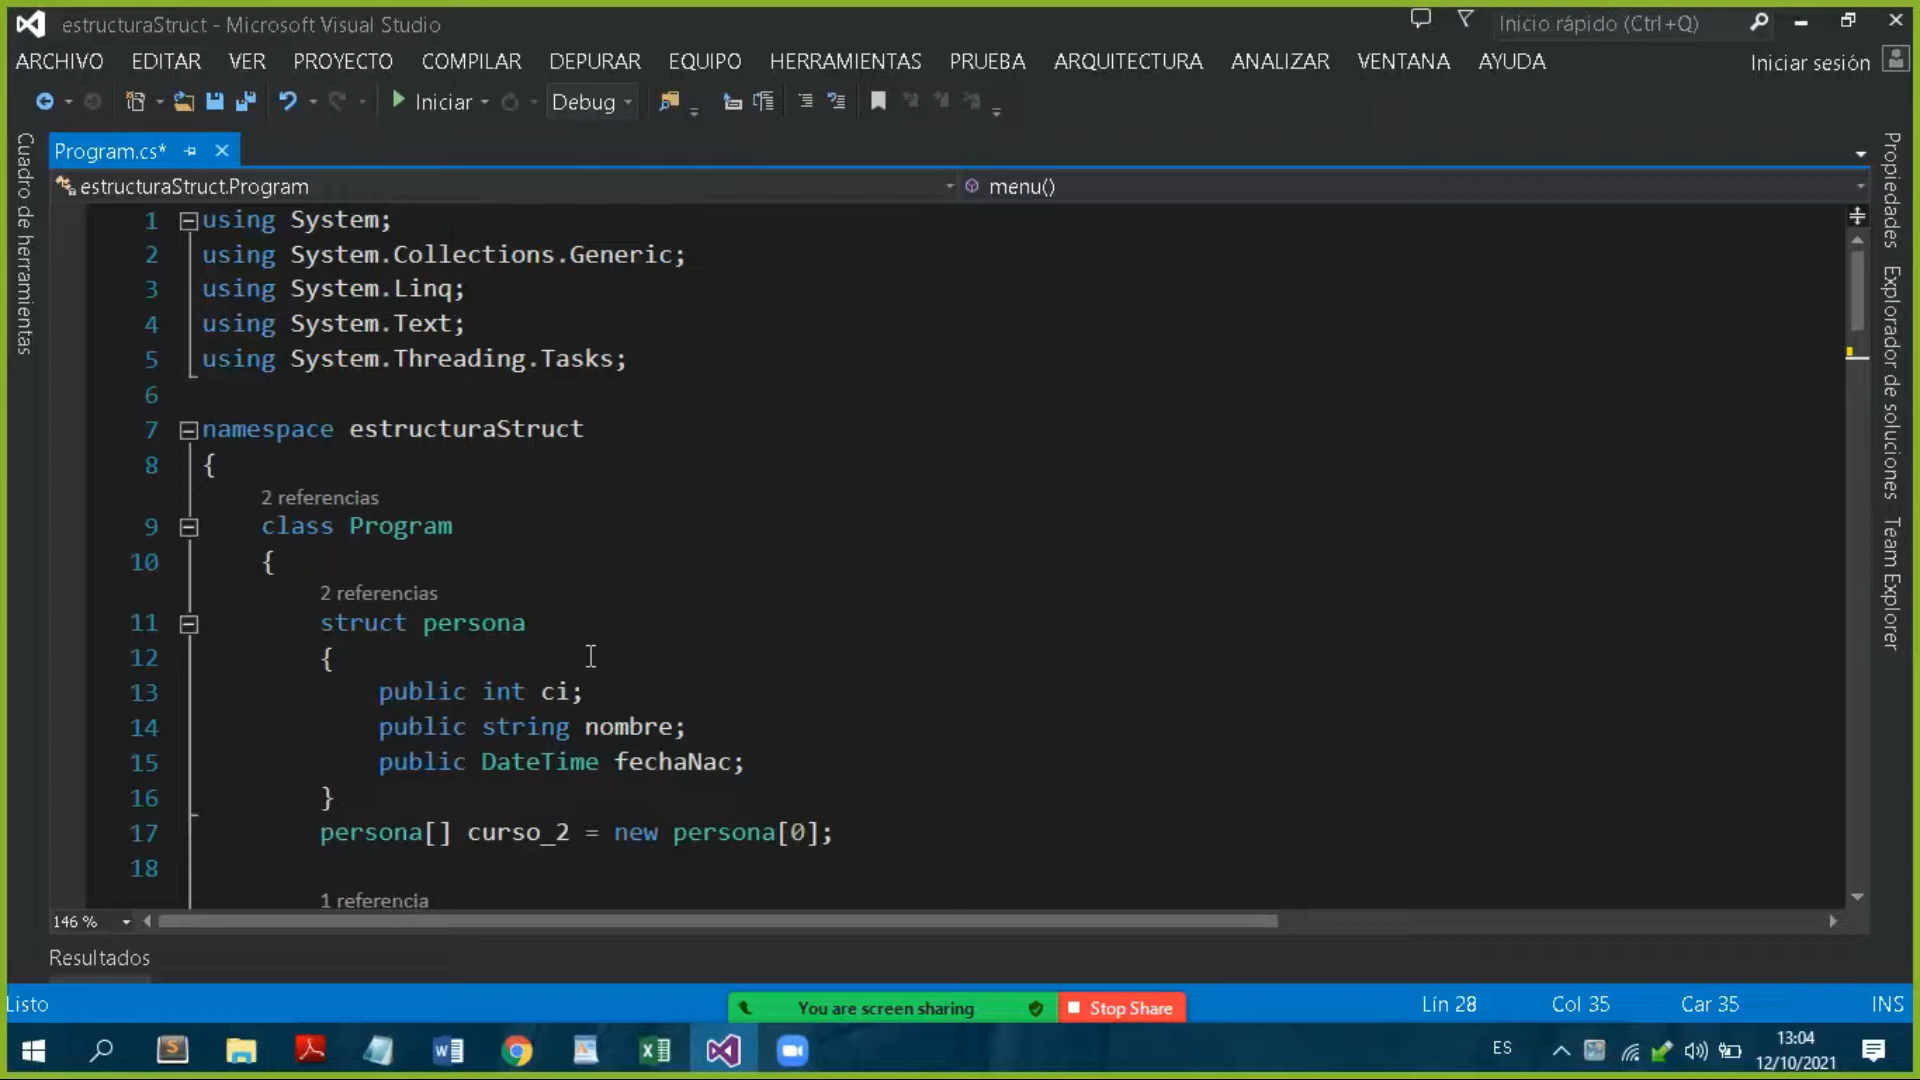 estructuraStruct - Microsoft Visual Studio
Inicio rápido (Ctrl+Q)
ARCHIVO EDITAR VER PROYECTO COMPILAR DEPURAR EQUIPO HERRAMIENTAS PRUEBA ARQUITECTURA ANALIZAR VENTANA AYUDA
Iniciar sesión
Iniciar
Debug
Program.cs*
estructuraStruct.Program
menu()
Cuadro de herramientas
1 using System;
2 using System.Collections.Generic;
3 using System.Linq;
4 using System.Text;
5 using System.Threading.Tasks;
6
7 namespace estructuraStruct
8 {
2 referencias
9 class Program
10 {
2 referencias
11 struct persona
12 {
13 public int ci;
14 public string nombre;
15 public DateTime fechaNac;
16 }
17 persona[] curso_2 = new persona[0];
18
1 referencia
Propiedades
Explorador de soluciones
Team Explorer
146 %
Resultados
Listo
You are screen sharing
Stop Share
Lín 28
Col 35
Car 35
INS
ES
13:04
12/10/2021